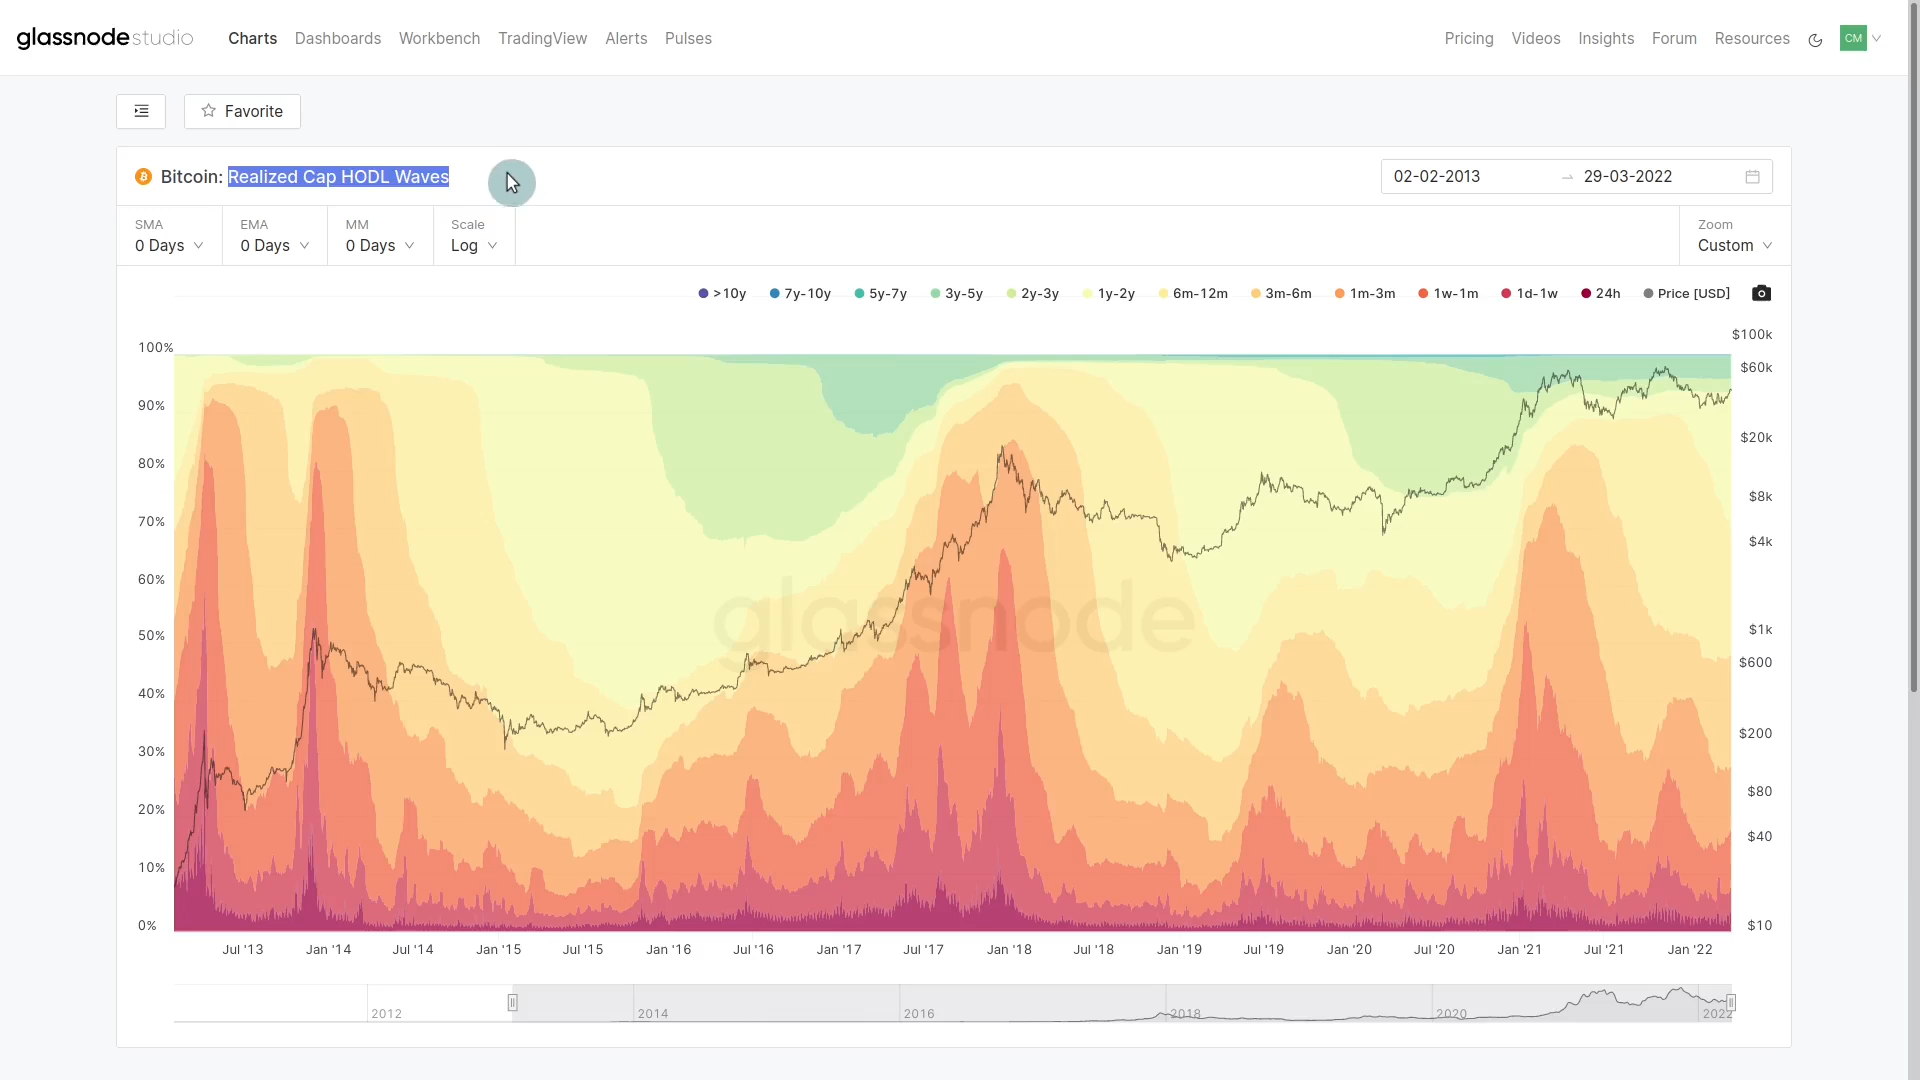 glassnode studio Charts Dashboards Workbench TradingView Alerts Pulses Pricing Videos Insights Forum Resources CM
Favorite
Bitcoin: Realized Cap HODL Waves 02-02-2013 → 29-03-2022
SMA EMA MM Scale Zoom
0 Days 0 Days 0 Days Log Custom
>10y 7y-10y 5y-7y 3y-5y 2y-3y 1y-2y 6m-12m 3m-6m 1m-3m 1w-1m 1d-1w 24h Price [USD]
$100k
100%
$60k
90%
$20k
80%
$8k
70%
$4k
60%
glassnode
50%
$1k
$600
40%
$200
30%
$80
20%
$40
10%
0%
$10
Jul '13 Jan '14 Jul '14 Jan '15 Jul '15 Jan '16 Jul '16 Jan '17 Jul '17 Jan '18 Jul '18 Jan '19 Jul '19 Jan '20 Jul '20 Jan '21 Jul '21 Jan '22
2012 2014 2016 2018 2020 2022